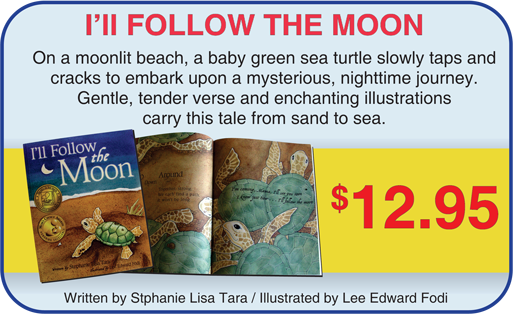 I'll FOLLOW THE MOON
On a moonlit beach, a baby green sea turtle slowly taps and
cracks to embark upon a mysterious, nighttime journey.
Gentle, tender verse and enchanting illustrations
carry this tale from sand to sea.
I'll Follow
the
Moon
Around
$12.95
Written by Stphanie Lisa Tara / Illustrated by Lee Edward Fodi